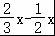 2/3 x - 1/2 x